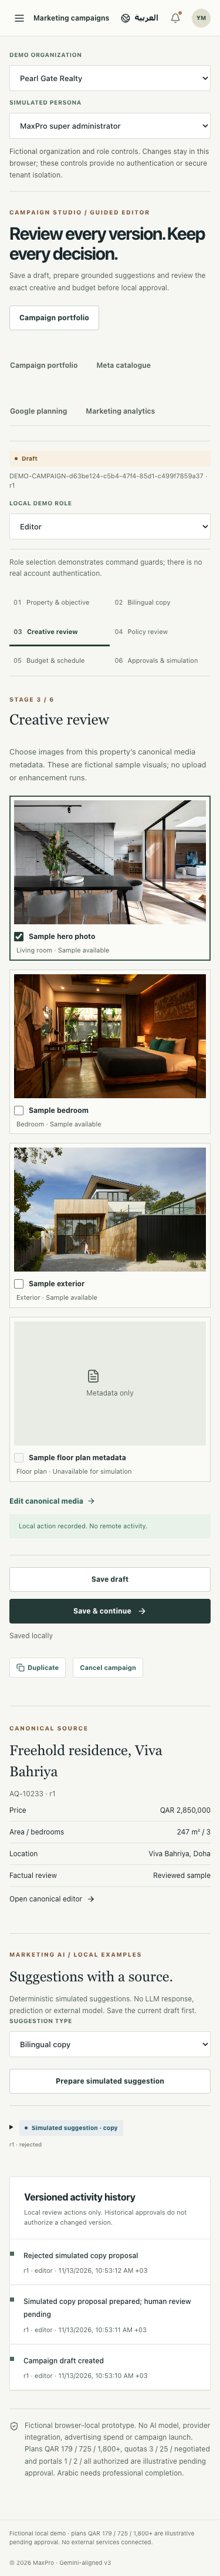 Marketing campaigns
العربية
YM
DEMO ORGANIZATION
Pearl Gate Realty
SIMULATED PERSONA
MaxPro super administrator
Fictional organization and role controls. Changes stay in this
browser; these controls provide no authentication or secure
tenant isolation.
CAMPAIGN STUDIO / GUIDED EDITOR
Review every version. Keep
every decision.
Save a draft, prepare grounded suggestions and review the
exact creative and budget before local approval.
Campaign portfolio
Campaign portfolio Meta catalogue
Google planning Marketing analytics
Draft
DEMO-CAMPAIGN-d63be124-c5b4-47f4-85d1-c499f7859a37 ·
r1
LOCAL DEMO ROLE
Editor
Role selection demonstrates command guards; there is no
real account authentication.
01 Property & objective 02 Bilingual copy
03 Creative review 04 Policy review
05 Budget & schedule 06 Approvals & simulation
STAGE 3 / 6
Creative review
Choose images from this property's canonical media
metadata. These are fictional sample visuals; no upload
or enhancement runs.
Sample hero photo
Living room · Sample available
Sample bedroom
Bedroom · Sample available
Sample exterior
Exterior · Sample available
Metadata only
Sample floor plan metadata
Floor plan · Unavailable for simulation
Edit canonical media →
Local action recorded. No remote activity.
Save draft
Save & continue →
Saved locally
Duplicate Cancel campaign
CANONICAL SOURCE
Freehold residence, Viva
Bahriya
AQ-10233 · r1
Price QAR 2,850,000
Area / bedrooms 247 m² / 3
Location Viva Bahriya, Doha
Factual review Reviewed sample
Open canonical editor →
MARKETING AI / LOCAL EXAMPLES
Suggestions with a source.
Deterministic simulated suggestions. No LLM response,
prediction or external model. Save the current draft first.
SUGGESTION TYPE
Bilingual copy
Prepare simulated suggestion
Simulated suggestion · copy
r1 · rejected
Versioned activity history
Local review actions only. Historical approvals do not
authorize a changed version.
Rejected simulated copy proposal
r1 · editor · 11/13/2026, 10:53:12 AM +03
Simulated copy proposal prepared; human review
pending
r1 · editor · 11/13/2026, 10:53:11 AM +03
Campaign draft created
r1 · editor · 11/13/2026, 10:53:10 AM +03
Fictional browser-local prototype. No AI model, provider
integration, advertising spend or campaign launch.
Plans QAR 179 / 725 / 1,800+, quotas 3 / 25 / negotiated
and portals 1 / 2 / all authorized are illustrative pending
approval. Arabic needs professional completion.
Fictional local demo · plans QAR 179 / 725 / 1,800+ are illustrative
pending approval. No external services connected.
© 2026 MaxPro · Gemini-aligned v3